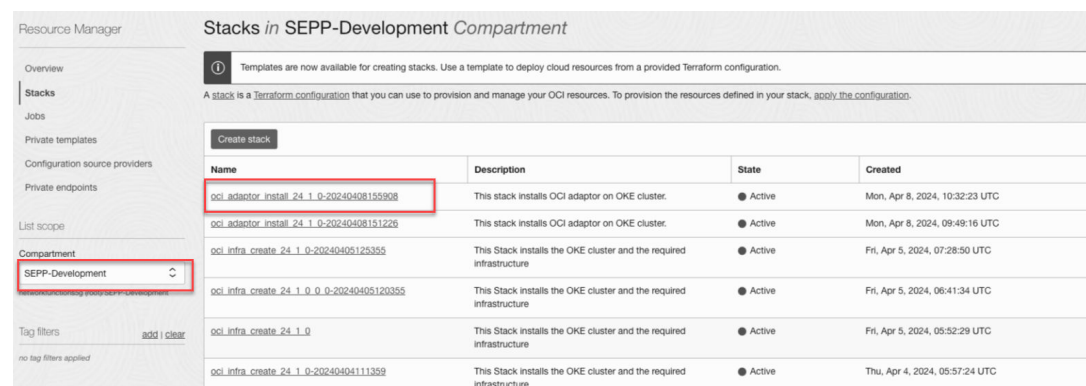 Resource Manager
Overview
Stacks
Jobs
Private templates
Configuration source providers
Private endpoints
List scope
Compartment
SEPP-Development
Tag filters
add | clear
no tag filters applied
Stacks in SEPP-Development Compartment
Templates are now available for creating stacks. Use a template to deploy cloud resources from a provided Terraform configuration.
A stack is a Terraform configuration that you can use to provision and manage your OCI resources. To provision the resources defined in your stack, apply the configuration.
Create stack
Name Description State Created
oci_adaptor_install_24_1_0-20240408155908 This stack installs OCI adaptor on OKE cluster. Active Mon, Apr 8, 2024, 10:32:23 UTC
oci_adaptor_install_24_1_0-20240408151226 This stack installs OCI adaptor on OKE cluster. Active Mon, Apr 8, 2024, 09:49:16 UTC
oci_infra_create_24_1_0-20240405125355 This Stack installs the OKE cluster and the required Active Fri, Apr 5, 2024, 07:28:50 UTC
infrastructure
oci_infra_create_24_1_0_0_0-20240405120355 This Stack installs the OKE cluster and the required Active Fri, Apr 5, 2024, 06:41:34 UTC
infrastructure
oci_infra_create_24_1_0 This Stack installs the OKE cluster and the required Active Fri, Apr 5, 2024, 05:52:29 UTC
infrastructure
oci_infra_create_24_1_0-20240404111359 This Stack installs the OKE cluster and the required Active Thu, Apr 4, 2024, 05:57:24 UTC
infrastructure